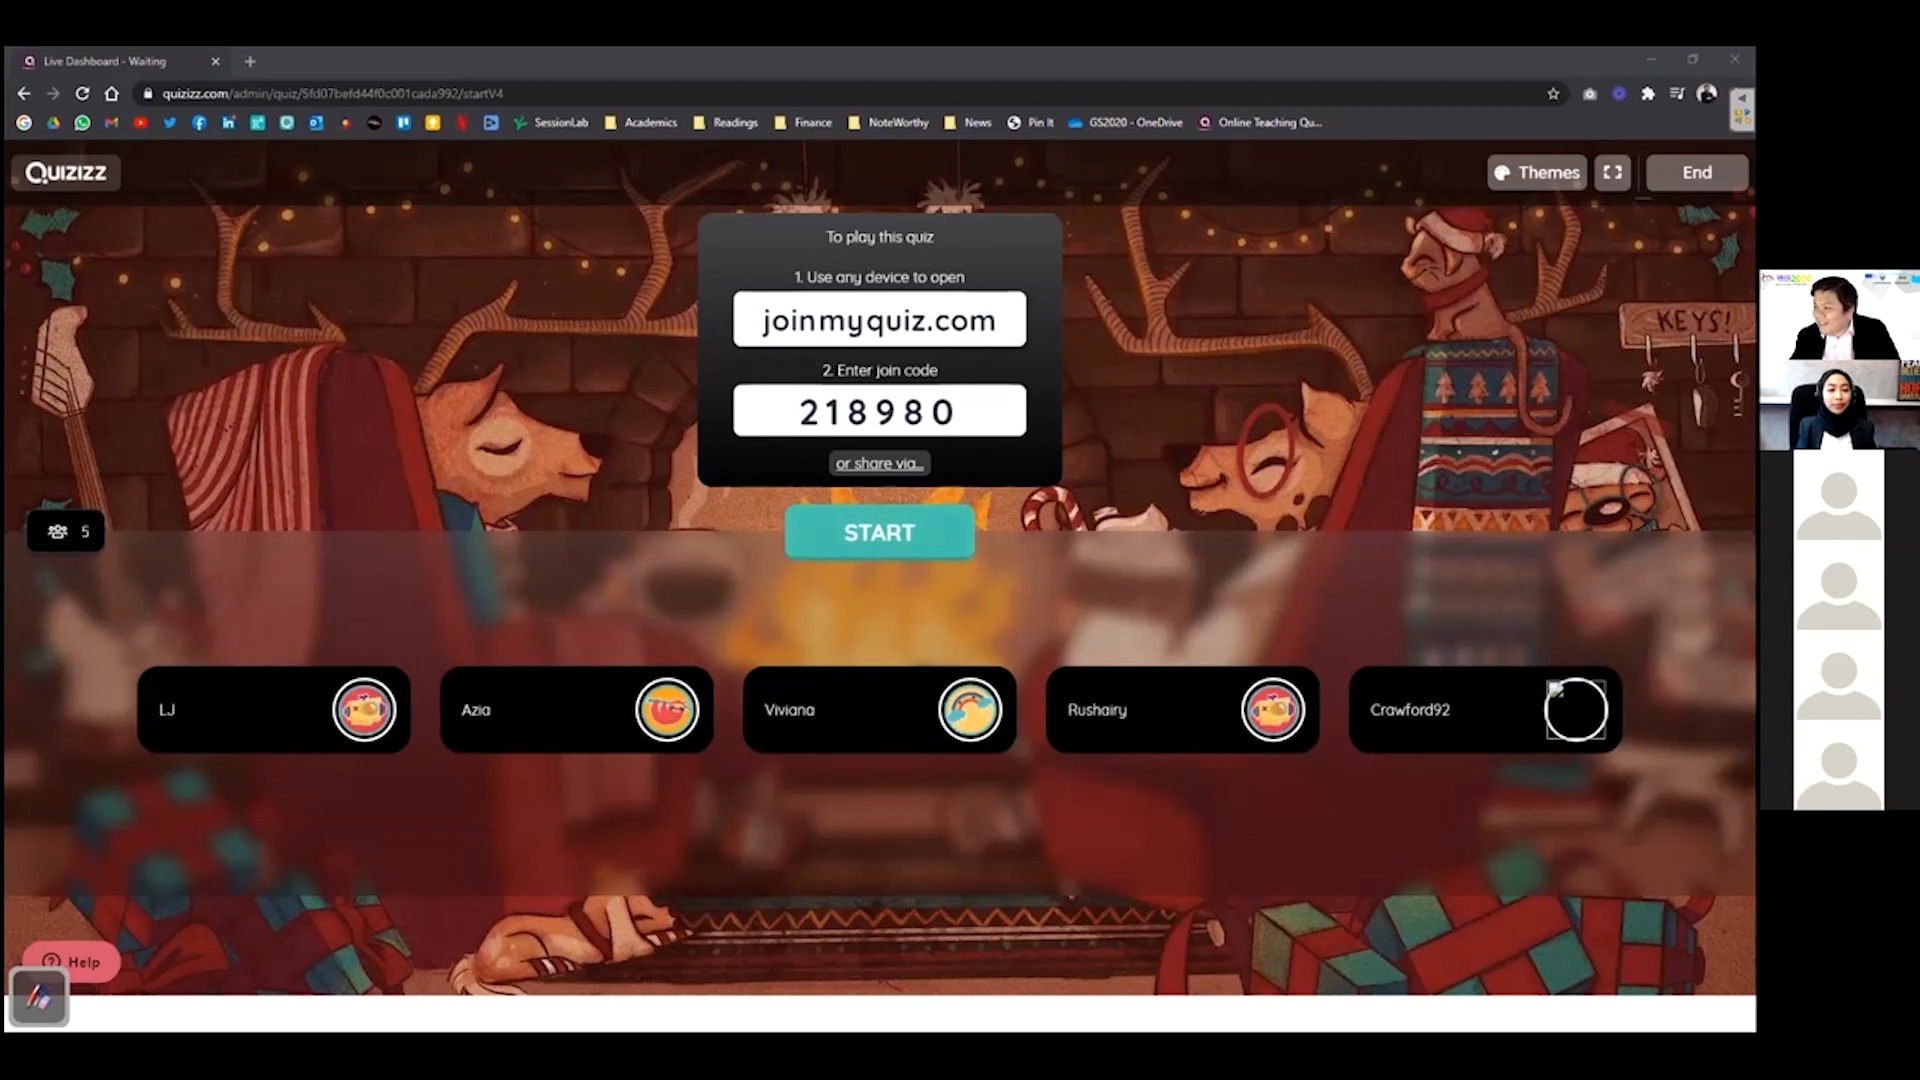 Live Dashboard - Waiting
quizizz.com/admin/quiz/5fd07befd44f0c001cada992/startV4
SessionLab Academics Readings Finance NoteWorthy News Pin It GS2020 - OneDrive Online Teaching Qu...
QUIZIZZ
Themes
End
To play this quiz
1. Use any device to open
joinmyquiz.com
2. Enter join code
218980
or share via...
START
KEYS!
5
LJ
Azia
Viviana
Rushairy
Crawford92
Help